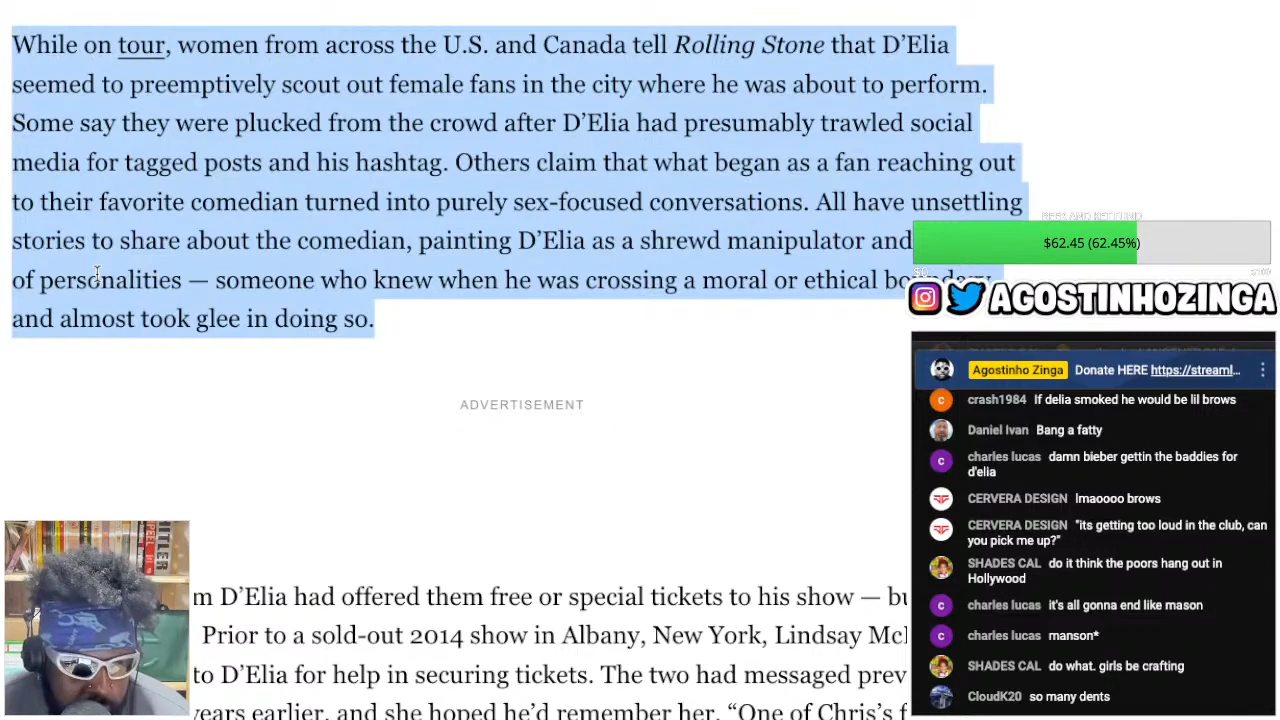 While on tour, women from across the U.S. and Canada tell Rolling Stone that D’Elia
seemed to preemptively scout out female fans in the city where he was about to perform.
Some say they were plucked from the crowd after D’Elia had presumably trawled social
media for tagged posts and his hashtag. Others claim that what began as a fan reaching out
to their favorite comedian turned into purely sex-focused conversations. All have unsettling
stories to share about the comedian, painting D’Elia as a shrewd manipulator and
of personalities — someone who knew when he was crossing a moral or ethical boundary
and almost took glee in doing so.
ADVERTISEMENT
m D’Elia had offered them free or special tickets to his show — bu
Prior to a sold-out 2014 show in Albany, New York, Lindsay Mc
to D’Elia for help in securing tickets. The two had messaged prev
years earlier, and she hoped he’d remember her. “One of Chris’s f
$62.45 (62.45%)
$0
AGOSTINHOZINGA
Agostinho Zinga Donate HERE https://streaml...
crash1984 If delia smoked he would be lil brows
Daniel Ivan Bang a fatty
charles lucas damn bieber gettin the baddies for
d'elia
CERVERA DESIGN lmaoooo brows
CERVERA DESIGN "its getting too loud in the club, can
you pick me up?"
SHADES CAL do it think the poors hang out in
Hollywood
charles lucas it's all gonna end like mason
charles lucas manson*
SHADES CAL do what. girls be crafting
CloudK20 so many dents